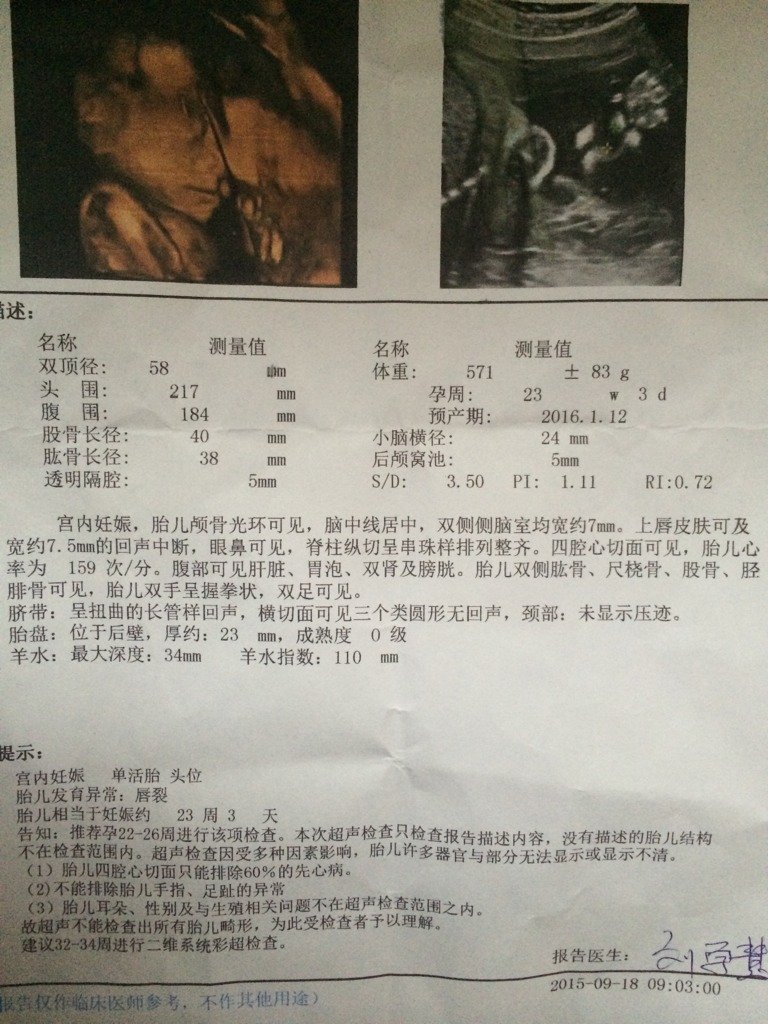 描述：
名称 测量值 名称 测量值
双顶径： 58 mm 体重： 571 ± 83 g
头 围： 217 mm 孕周： 23 w 3 d
腹 围： 184 mm 预产期： 2016.1.12
股骨长径： 40 mm 小脑横径： 24 mm
肱骨长径： 38 mm 后颅窝池： 5mm
透明隔腔： 5mm S/D: 3.50 PI: 1.11 RI:0.72
宫内妊娠，胎儿颅骨光环可见，脑中线居中，双侧侧脑室均宽约7mm。上唇皮肤可及
宽约7.5mm的回声中断，眼鼻可见，脊柱纵切呈串珠样排列整齐。四腔心切面可见，胎儿心
率为 159 次/分。腹部可见肝脏、胃泡、双肾及膀胱。胎儿双侧肱骨、尺桡骨、股骨、胫
腓骨可见，胎儿双手呈握拳状，双足可见。
脐带：呈扭曲的长管样回声，横切面可见三个类圆形无回声，颈部：未显示压迹。
胎盘：位于后壁，厚约：23 mm，成熟度 0 级
羊水：最大深度：34mm 羊水指数：110 mm
提示：
宫内妊娠 单活胎 头位
胎儿发育异常：唇裂
胎儿相当于妊娠约 23 周 3 天
告知：推荐孕22-26周进行该项检查。本次超声检查只检查报告描述内容，没有描述的胎儿结构
不在检查范围内。超声检查因受多种因素影响，胎儿许多器官与部分无法显示或显示不清。
（1）胎儿四腔心切面只能排除60%的先心病。
（2）不能排除胎儿手指、足趾的异常
（3）胎儿耳朵、性别及与生殖相关问题不在超声检查范围之内。
故超声不能检查出所有胎儿畸形，为此受检查者予以理解。
建议32-34周进行二维系统彩超检查。
报告医生：
2015-09-18 09:03:00
报告仅作临床医师参考，不作其他用途）